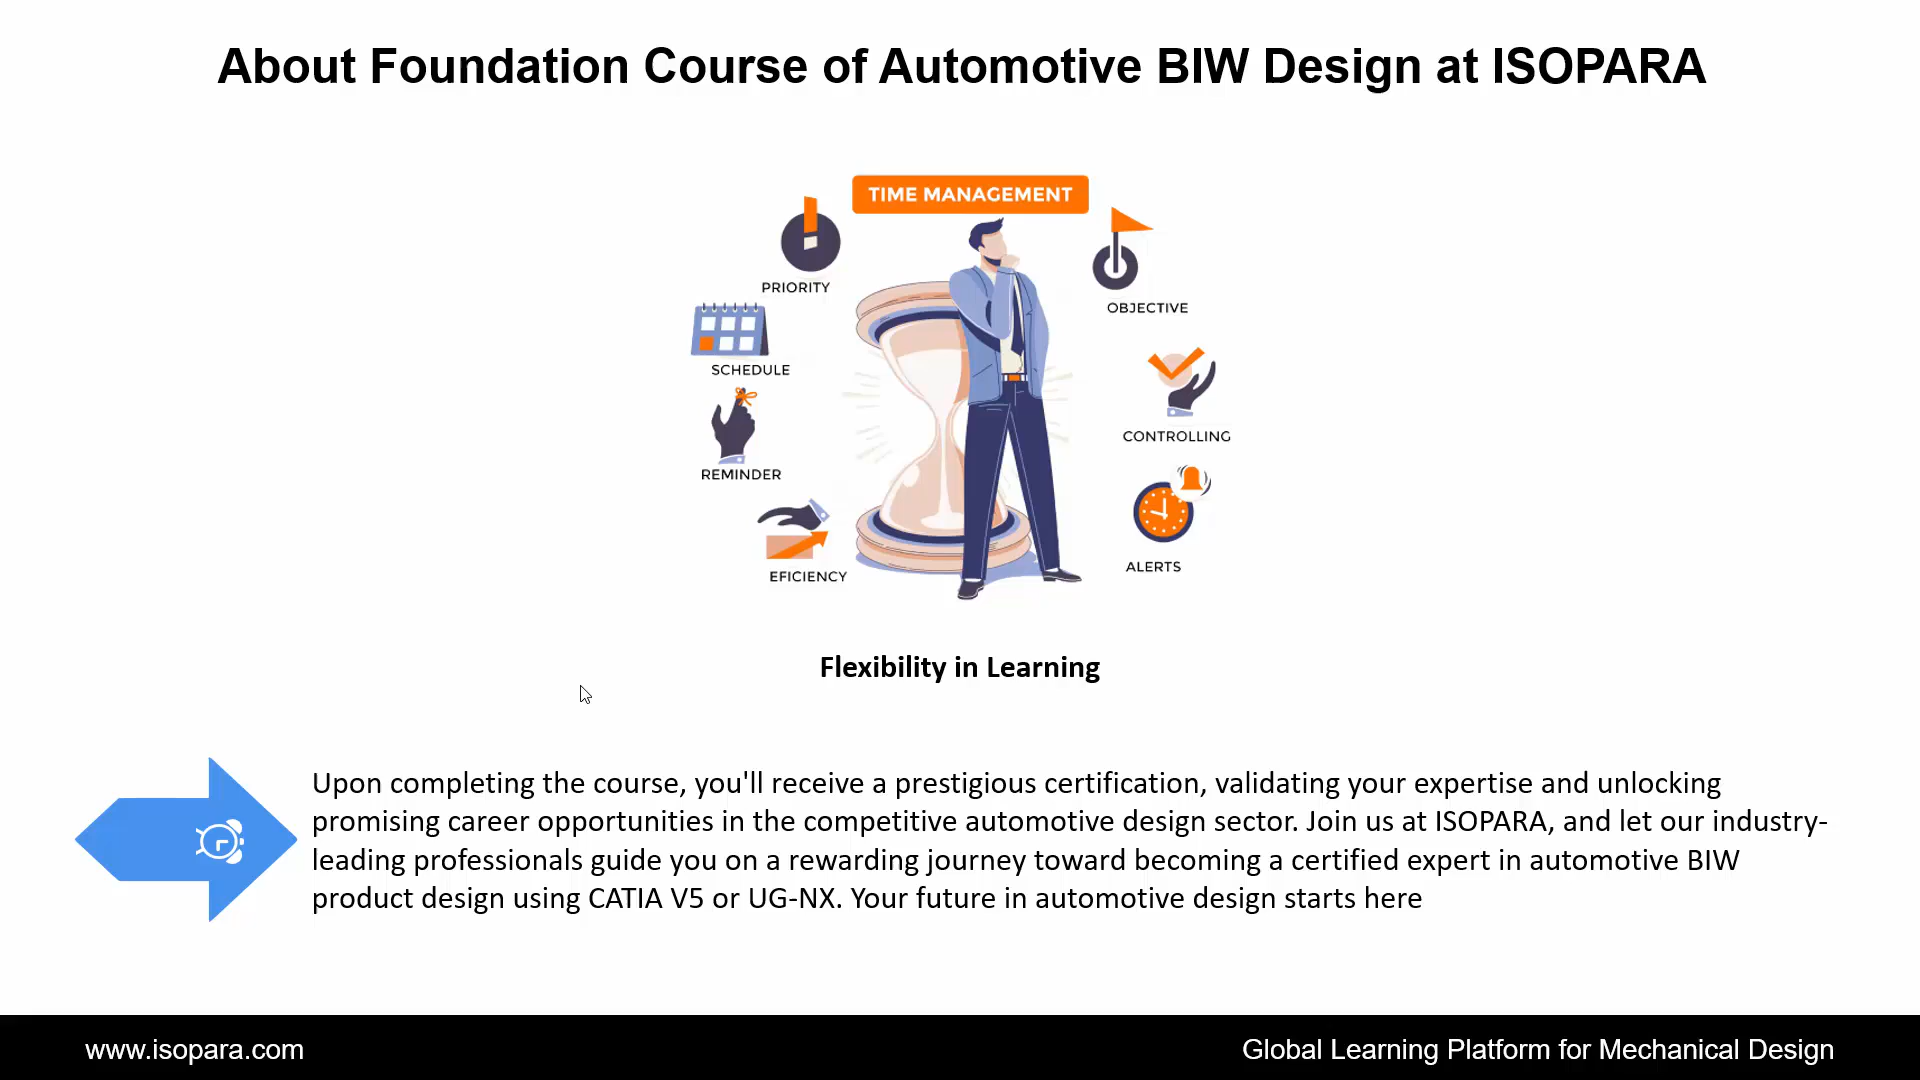 About Foundation Course of Automotive BIW Design at ISOPARA
TIME MANAGEMENT
PRIORITY
OBJECTIVE
SCHEDULE
CONTROLLING
REMINDER
ALERTS
EFICIENCY
Flexibility in Learning
Upon completing the course, you'll receive a prestigious certification, validating your expertise and unlocking
promising career opportunities in the competitive automotive design sector. Join us at ISOPARA, and let our industry-
leading professionals guide you on a rewarding journey toward becoming a certified expert in automotive BIW
product design using CATIA V5 or UG-NX. Your future in automotive design starts here
www.isopara.com
Global Learning Platform for Mechanical Design